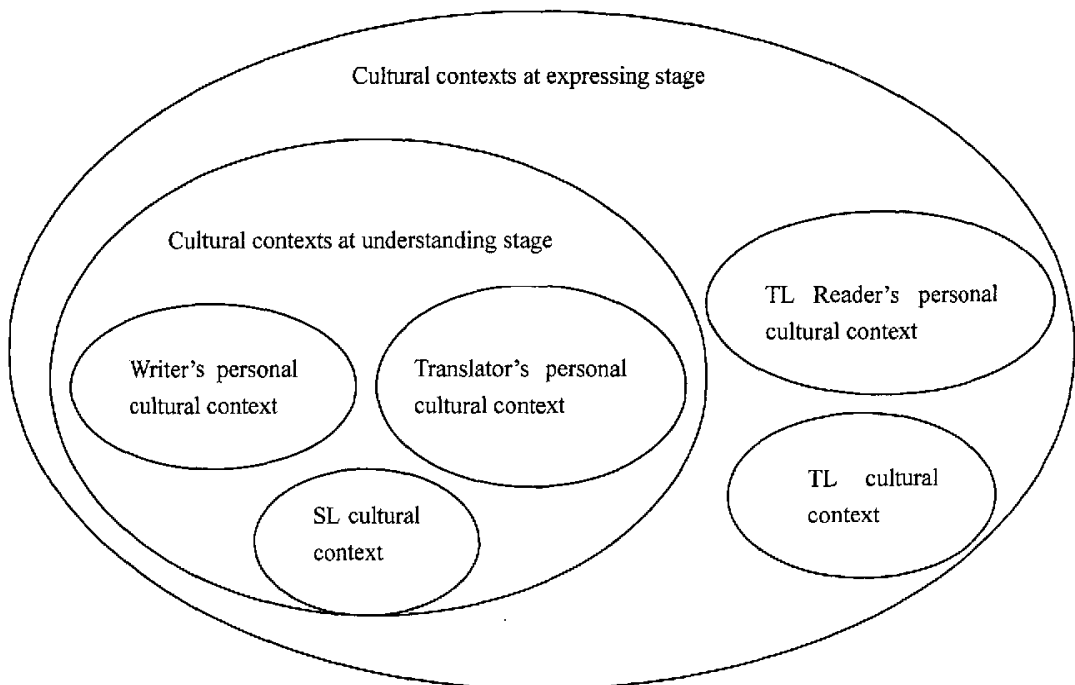 Cultural contexts at expressing stage
Cultural contexts at understanding stage
TL Reader's personal
cultural context
Writer's personal
cultural context
Translator's personal
cultural context
TL cultural
context
SL cultural
context